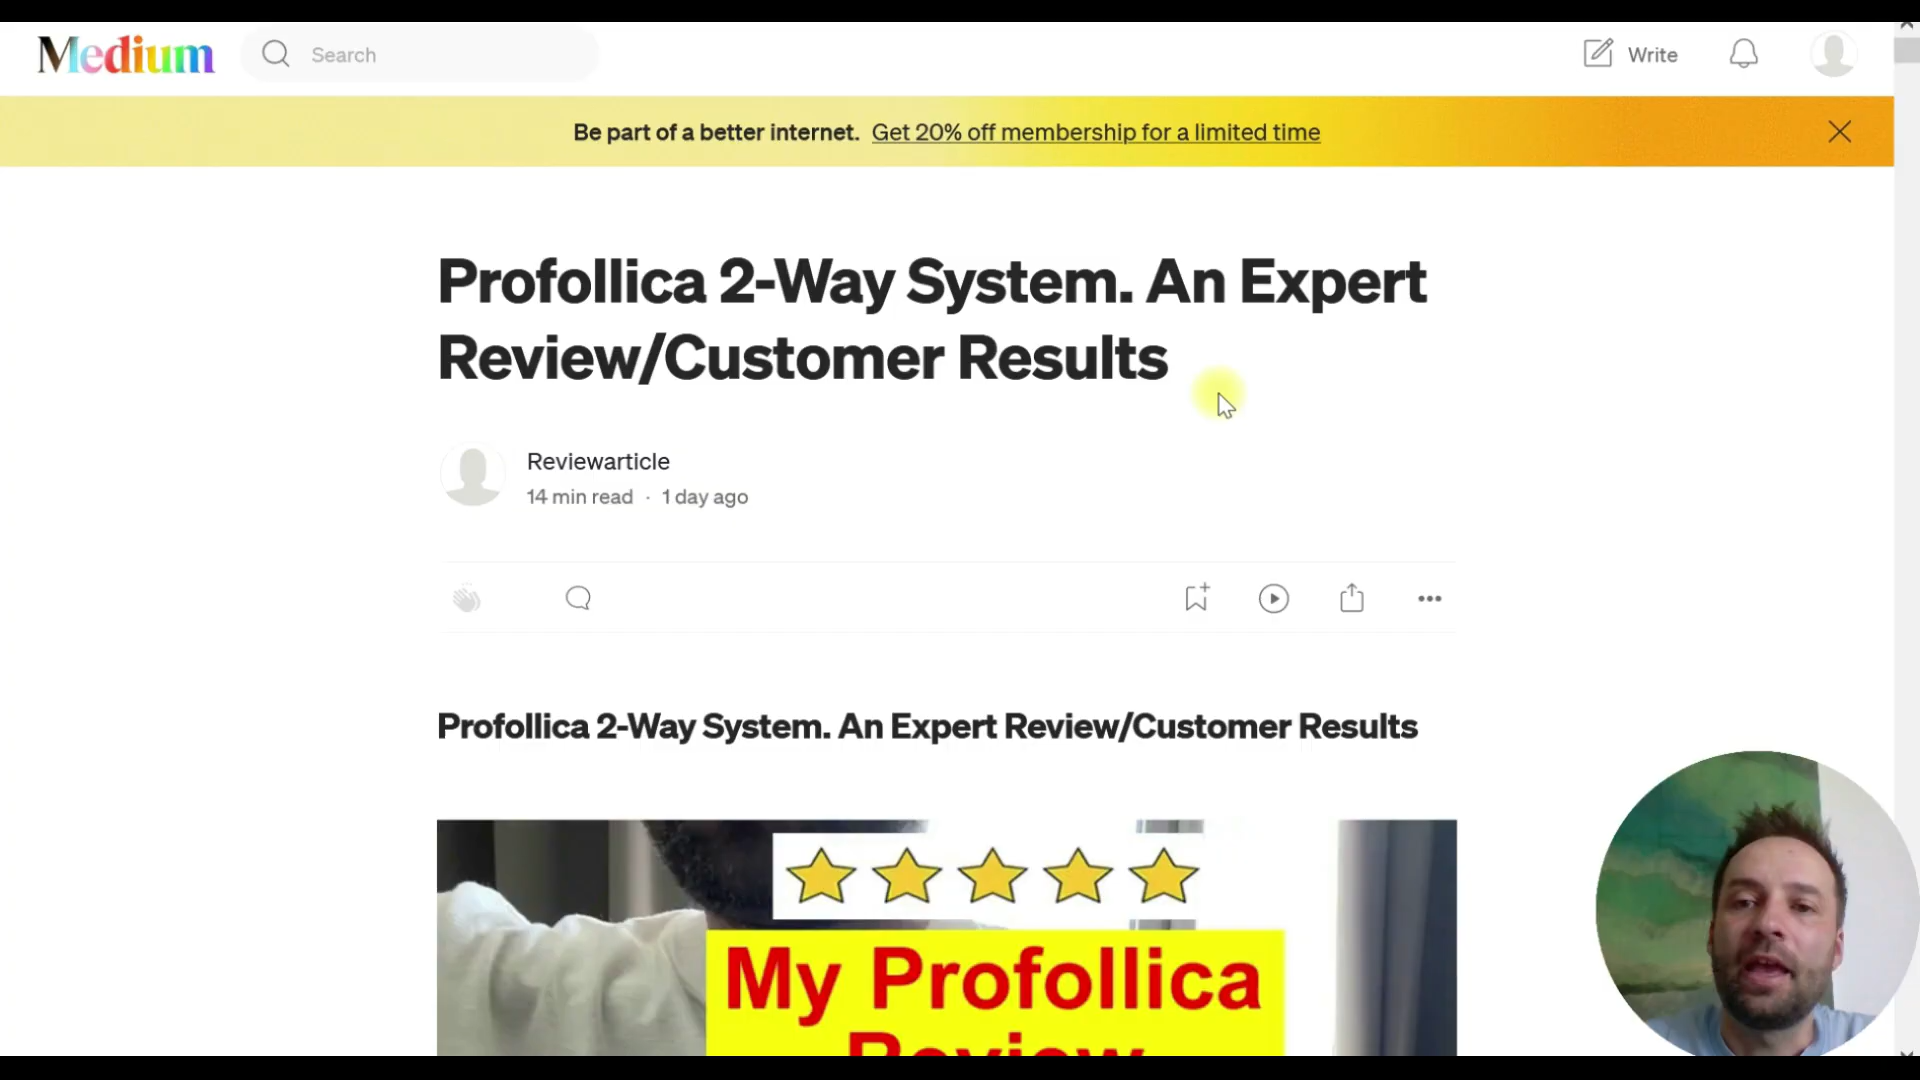 Medium
Search
Write
Be part of a better internet. Get 20% off membership for a limited time
Profollica 2-Way System. An Expert
Review/Customer Results
Reviewarticle
14 min read · 1 day ago
Profollica 2-Way System. An Expert Review/Customer Results
My Profollica
Review